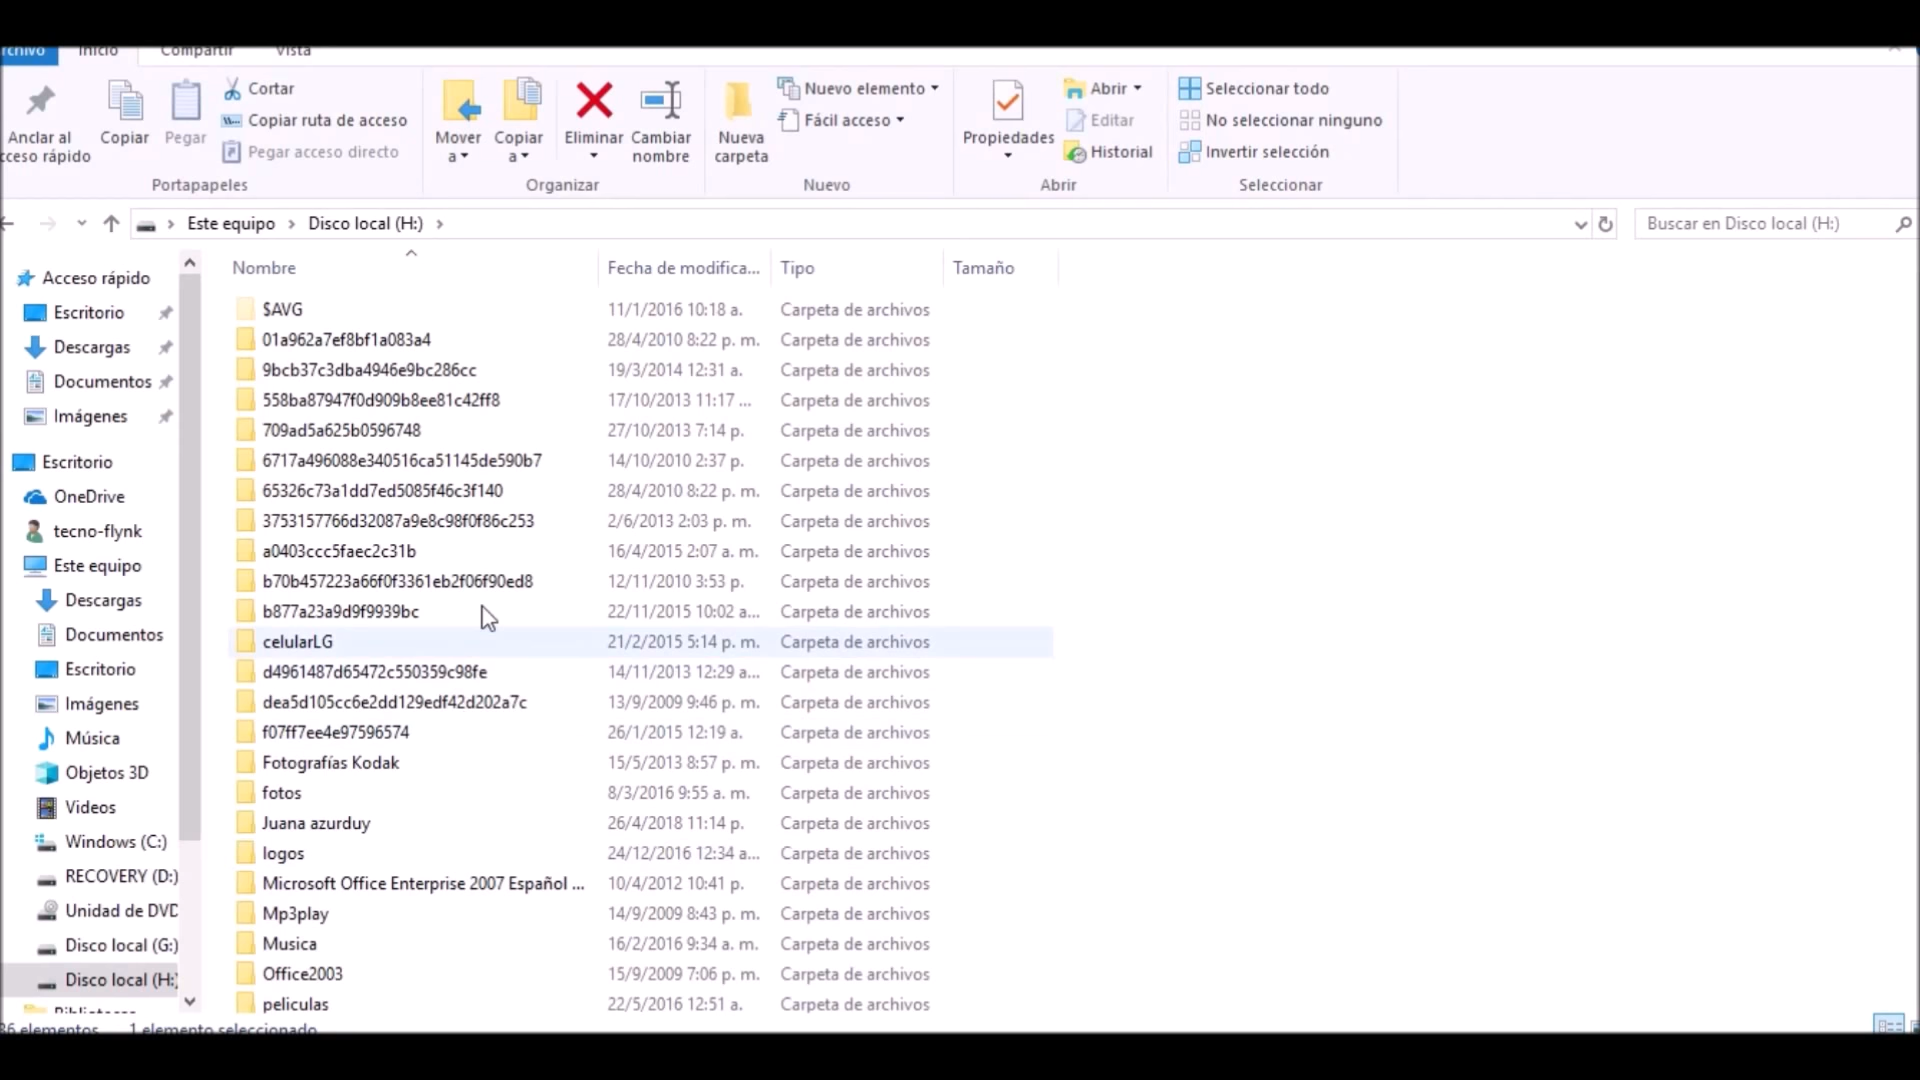 rchivo Inicio Compartir Vista
Anclar al
cceso rápido
Copiar
Pegar
Cortar
Copiar ruta de acceso
Pegar acceso directo
Portapapeles
Mover
a
Copiar
a
Eliminar
Cambiar
nombre
Organizar
Nueva
carpeta
Nuevo elemento
Fácil acceso
Nuevo
Propiedades
Abrir
Editar
Historial
Abrir
Seleccionar todo
No seleccionar ninguno
Invertir selección
Seleccionar
Este equipo > Disco local (H:) >
Buscar en Disco local (H:)
Acceso rápido
Escritorio
Descargas
Documentos
Imágenes
Escritorio
OneDrive
tecno-flynk
Este equipo
Descargas
Documentos
Escritorio
Imágenes
Música
Objetos 3D
Videos
Windows (C:)
RECOVERY (D:)
Unidad de DVD
Disco local (G:)
Disco local (H:)
Bibliotecas
Nombre Fecha de modifica... Tipo Tamaño
$AVG 11/1/2016 10:18 a. Carpeta de archivos
01a962a7ef8bf1a083a4 28/4/2010 8:22 p. m. Carpeta de archivos
9bcb37c3dba4946e9bc286cc 19/3/2014 12:31 a. Carpeta de archivos
558ba87947f0d909b8ee81c42ff8 17/10/2013 11:17 ... Carpeta de archivos
709ad5a625b0596748 27/10/2013 7:14 p. Carpeta de archivos
6717a496088e340516ca51145de590b7 14/10/2010 2:37 p. Carpeta de archivos
65326c73a1dd7ed5085f46c3f140 28/4/2010 8:22 p. m. Carpeta de archivos
3753157766d32087a9e8c98f0f86c253 2/6/2013 2:03 p. m. Carpeta de archivos
a0403ccc5faec2c31b 16/4/2015 2:07 a. m. Carpeta de archivos
b70b457223a66f0f3361eb2f06f90ed8 12/11/2010 3:53 p. Carpeta de archivos
b877a23a9d9f9939bc 22/11/2015 10:02 a... Carpeta de archivos
celularLG 21/2/2015 5:14 p. m. Carpeta de archivos
d4961487d65472c550359c98fe 14/11/2013 12:29 a... Carpeta de archivos
dea5d105cc6e2dd129edf42d202a7c 13/9/2009 9:46 p. m. Carpeta de archivos
f07ff7ee4e97596574 26/1/2015 12:19 a. Carpeta de archivos
Fotografías Kodak 15/5/2013 8:57 p. m. Carpeta de archivos
fotos 8/3/2016 9:55 a. m. Carpeta de archivos
Juana azurduy 26/4/2018 11:14 p. Carpeta de archivos
logos 24/12/2016 12:34 a... Carpeta de archivos
Microsoft Office Enterprise 2007 Español ... 10/4/2012 10:41 p. Carpeta de archivos
Mp3play 14/9/2009 8:43 p. m. Carpeta de archivos
Musica 16/2/2016 9:34 a. m. Carpeta de archivos
Office2003 15/9/2009 7:06 p. m. Carpeta de archivos
peliculas 22/5/2016 12:51 a. Carpeta de archivos
36 elementos 1 elemento seleccionado